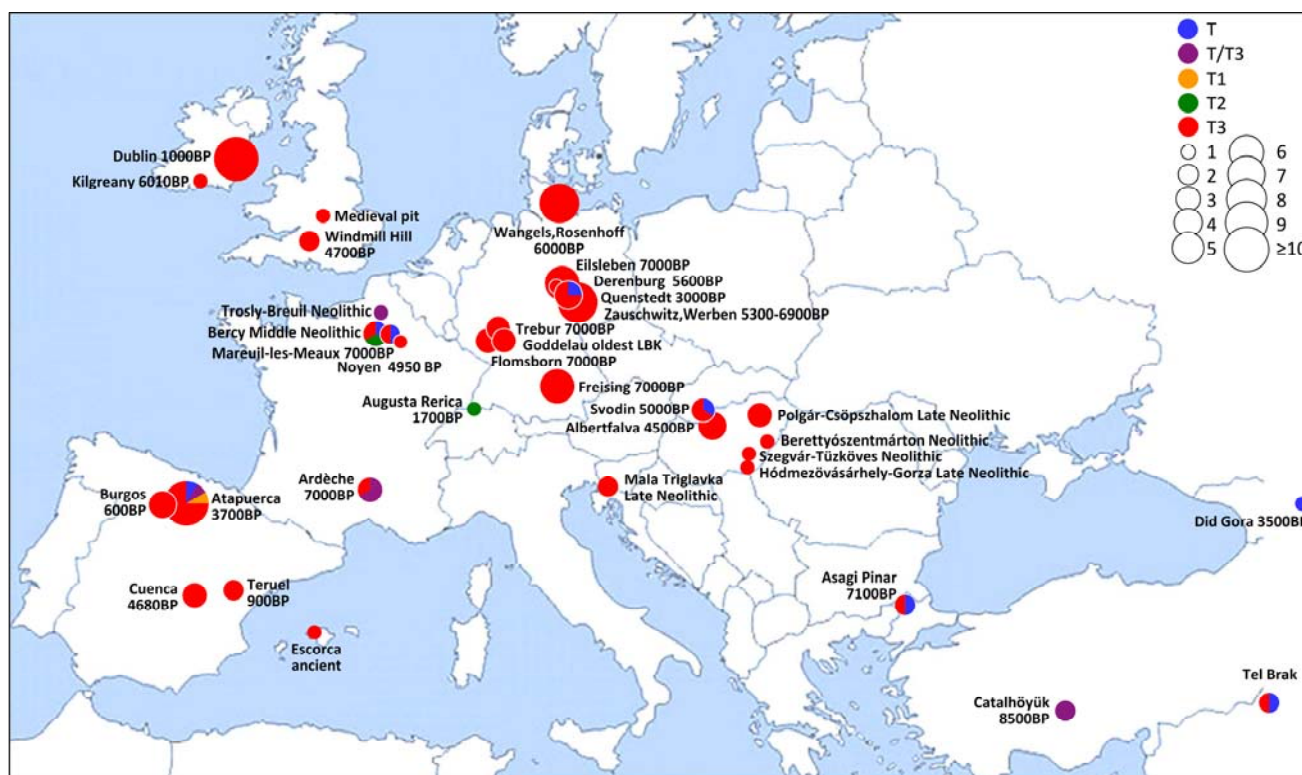 T
T/T3
T1
T2
T3
1
2
3
4
5
6
7
8
9
≥10
Dublin 1000BP
Kilgreany 6010BP
Medieval pit
Windmill Hill
4700BP
Wangels,Rosenhoff
6000BP
Eilsleben 7000BP
Derenburg 5600BP
Quenstedt 3000BP
Zauschwitz,Werben 5300-6900BP
Trosly-Breuil Neolithic
Bercy Middle Neolithic
Mareuil-les-Meaux 7000BP
Noyen 4950 BP
Trebur 7000BP
Goddelau oldest LBK
Flomsborn 7000BP
Freising 7000BP
Augusta Rerica
1700BP
Svodin 5000BP
Albertfalva 4500BP
Polgár-Csöpszhalom Late Neolithic
Berettyószentmárton Neolithic
Szegvár-Tüzköves Neolithic
Hódmezövásárhely-Gorza Late Neolithic
Ardèche
7000BP
Mala Triglavka
Late Neolithic
Burgos
600BP
Atapuerca
3700BP
Did Gora 3500BP
Cuenca
4680BP
Teruel
900BP
Asagi Pinar
7100BP
Escorca
ancient
Catalhöyük
8500BP
Tel Brak